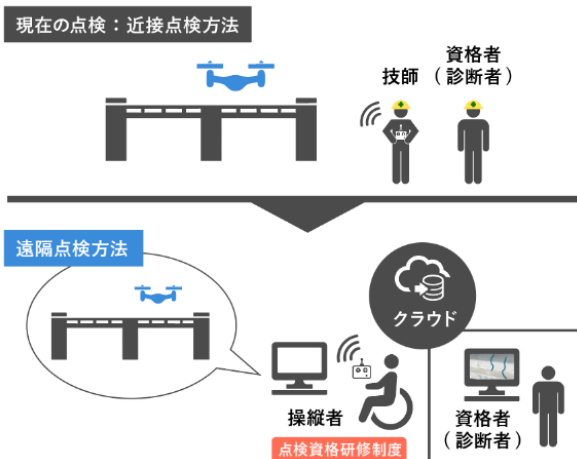 現在の点検：近接点検方法
技師
資格者
（診断者）
遠隔点検方法
クラウド
操縦者
点検資格研修制度
資格者
（診断者）